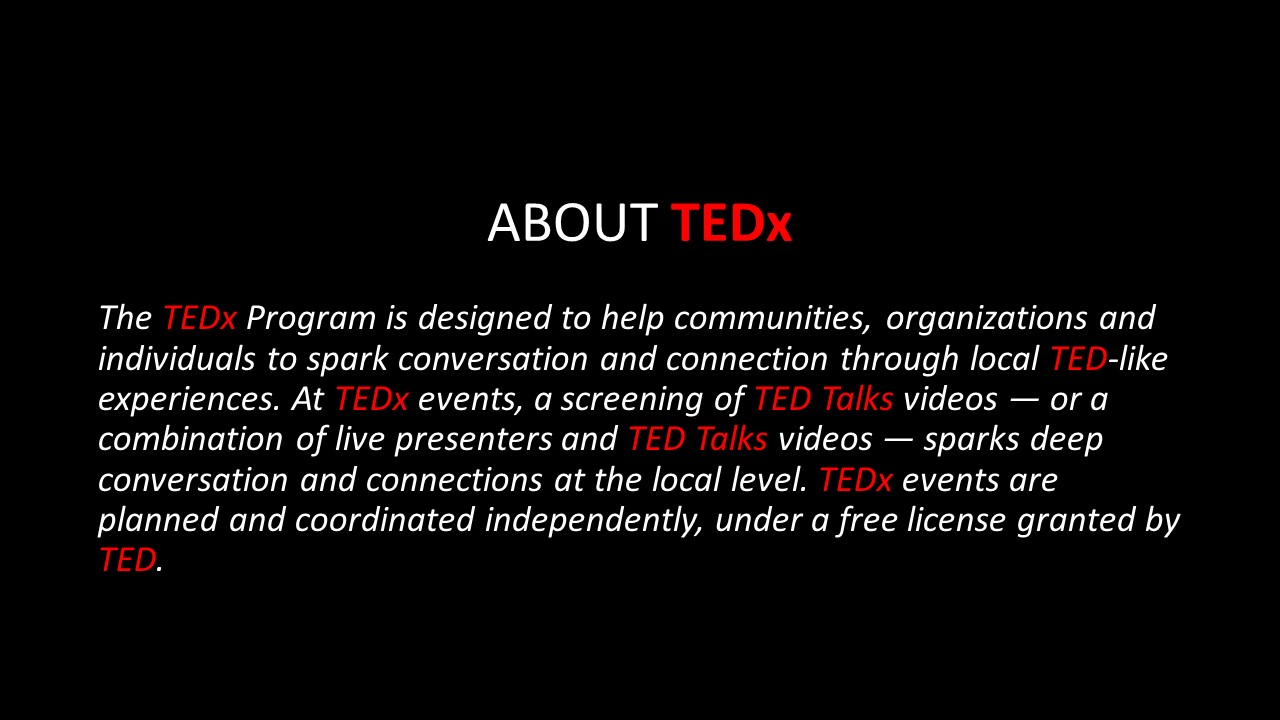 ABOUT TEDx
The TEDx Program is designed to help communities, organizations and
individuals to spark conversation and connection through local TED-like
experiences. At TEDx events, a screening of TED Talks videos — or a
combination of live presenters and TED Talks videos — sparks deep
conversation and connections at the local level. TEDx events are
planned and coordinated independently, under a free license granted by
TED.